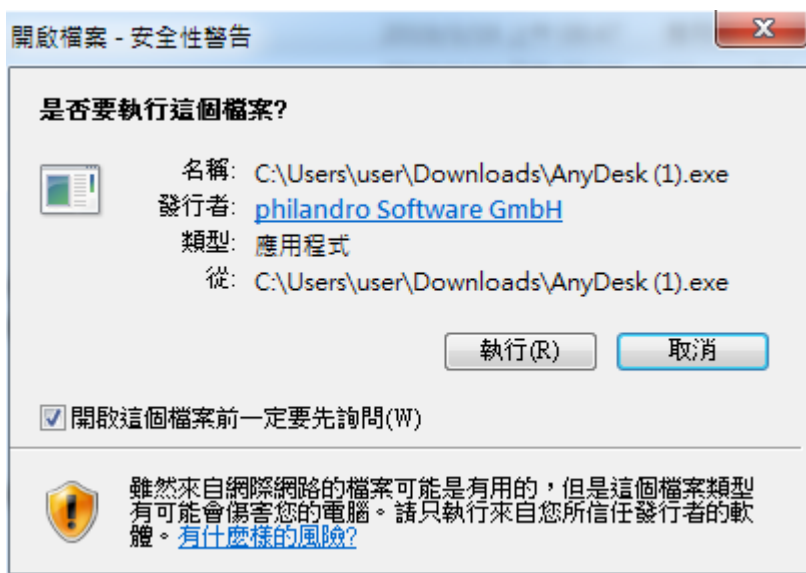 開啟檔案 - 安全性警告
是否要執行這個檔案?
名稱: C:\Users\user\Downloads\AnyDesk (1).exe
發行者: philandro Software GmbH
類型: 應用程式
從: C:\Users\user\Downloads\AnyDesk (1).exe
執行(R) 取消
開啟這個檔案前一定要先詢問(W)
雖然來自網際網路的檔案可能是有用的，但是這個檔案類型
有可能會傷害您的電腦。請只執行來自您所信任發行者的軟
體。有什麼樣的風險?